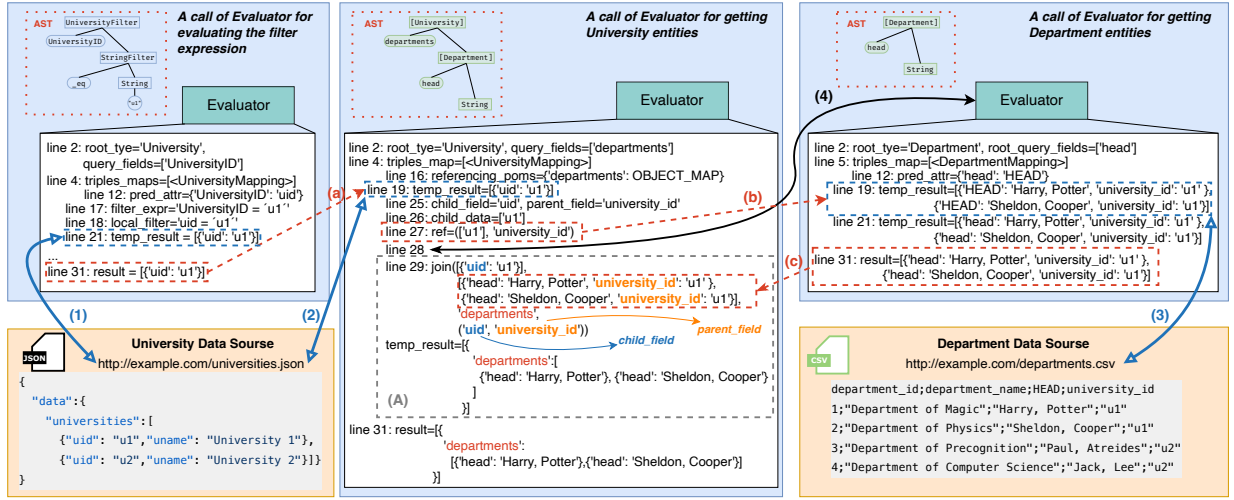 AST
UniversityFilter
UniversityID
StringFilter
_eq
String
"u1"
A call of Evaluator for
evaluating the filter
expression
Evaluator
line 2: root_tye='University',
query_fields=['UniversityID']
line 4: triples_maps=[<UniversityMapping>]
line 12: pred_attr={'UniversityID': 'uid'}
line 17: filter_expr='UniversityID = ´u1´'
line 18: local_filter='uid = ´u1´'
line 21: temp_result = [{'uid': 'u1'}]
...
line 31: result = [{'uid': 'u1'}]
(a)
(1)
(2)
University Data Sourse
JSON
http://example.com/universities.json
{
"data":{
"universities":[
{"uid": "u1","uname": "University 1"},
{"uid": "u2","uname": "University 2"}]}
}
AST
[University]
departments
[Department]
head
String
A call of Evaluator for getting
University entities
Evaluator
line 2: root_tye='University', query_fields=['departments']
line 4: triples_map=[<UniversityMapping>]
line 16: referencing_poms={'departments': OBJECT_MAP}
line 19: temp_result=[{'uid': 'u1'}]
line 25: child_field='uid', parent_field='university_id'
line 26: child_data=['u1']
line 27: ref=(['u1'], 'university_id')
line 28
line 29: join([{'uid': 'u1'}],
[{'head': 'Harry, Potter', 'university_id': 'u1' },
{'head': 'Sheldon, Cooper', 'university_id': 'u1'}],
'departments',
('uid', 'university_id'))
parent_field
child_field
temp_result=[{
'departments':[
{'head': 'Harry, Potter'}, {'head': 'Sheldon, Cooper'}
]
}]
(A)
line 31: result=[{
'departments':
[{'head': 'Harry, Potter'},{'head': 'Sheldon, Cooper'}]
}]
(b)
(c)
(4)
AST
[Department]
head
String
A call of Evaluator for getting
Department entities
Evaluator
line 2: root_tye='Department', root_query_fields=['head']
line 5: triples_map=[<DepartmentMapping>]
line 12: pred_attr={'head': 'HEAD'}
line 19: temp_result=[{'HEAD': 'Harry, Potter', 'university_id': 'u1' },
{'HEAD': 'Sheldon, Cooper', 'university_id': 'u1'}]
line 21: temp_result=[{'head': 'Harry, Potter', 'university_id': 'u1' },
{'head': 'Sheldon, Cooper', 'university_id': 'u1'}]
line 31: result=[{'head': 'Harry, Potter', 'university_id': 'u1' },
{'head': 'Sheldon, Cooper', 'university_id': 'u1'}]
(3)
Department Data Sourse
CSV
http://example.com/departments.csv
department_id;department_name;HEAD;university_id
1;"Department of Magic";"Harry, Potter";"u1"
2;"Department of Physics";"Sheldon, Cooper";"u1"
3;"Department of Precognition";"Paul, Atreides";"u2"
4;"Department of Computer Science";"Jack, Lee";"u2"